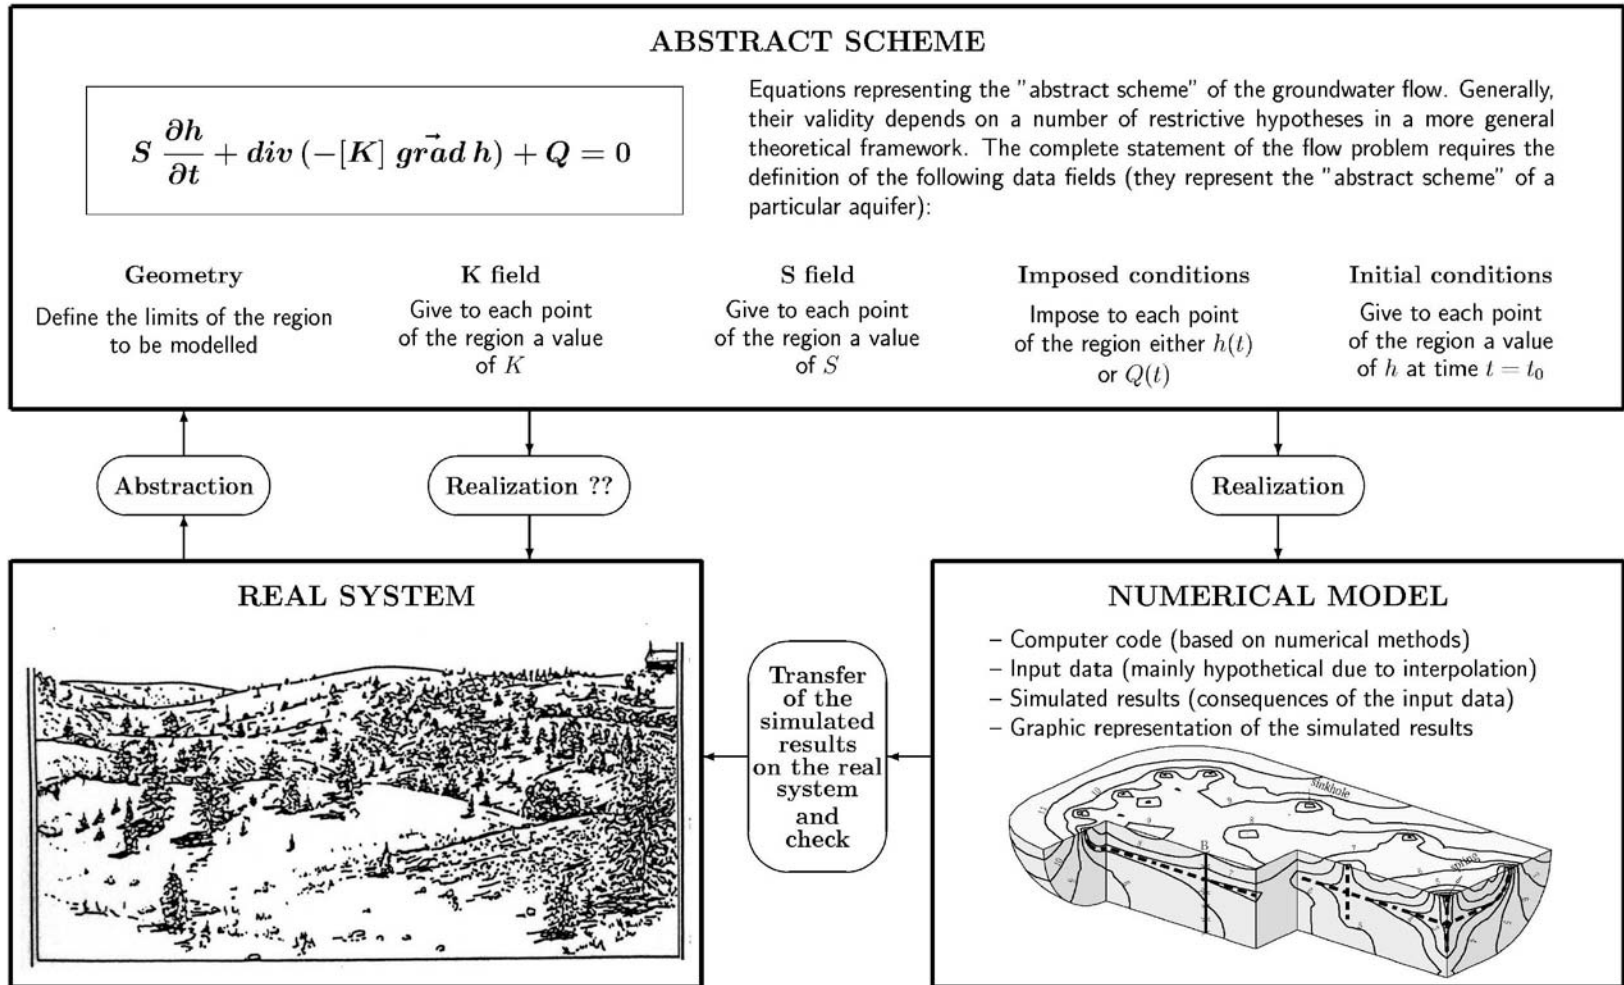 ABSTRACT SCHEME
S ∂h/∂t + div (−[K] grad⃗ h) + Q = 0
Equations representing the "abstract scheme" of the groundwater flow. Generally,
their validity depends on a number of restrictive hypotheses in a more general
theoretical framework. The complete statement of the flow problem requires the
definition of the following data fields (they represent the "abstract scheme" of a
particular aquifer):
Geometry
Define the limits of the region
to be modelled
K field
Give to each point
of the region a value
of K
S field
Give to each point
of the region a value
of S
Imposed conditions
Impose to each point
of the region either h(t)
or Q(t)
Initial conditions
Give to each point
of the region a value
of h at time t = t₀
Abstraction
Realization ??
Realization
REAL SYSTEM
Transfer
of the
simulated
results
on the real
system
and
check
NUMERICAL MODEL
– Computer code (based on numerical methods)
– Input data (mainly hypothetical due to interpolation)
– Simulated results (consequences of the input data)
– Graphic representation of the simulated results
sinkhole
11
10
9
8
B
7
spring